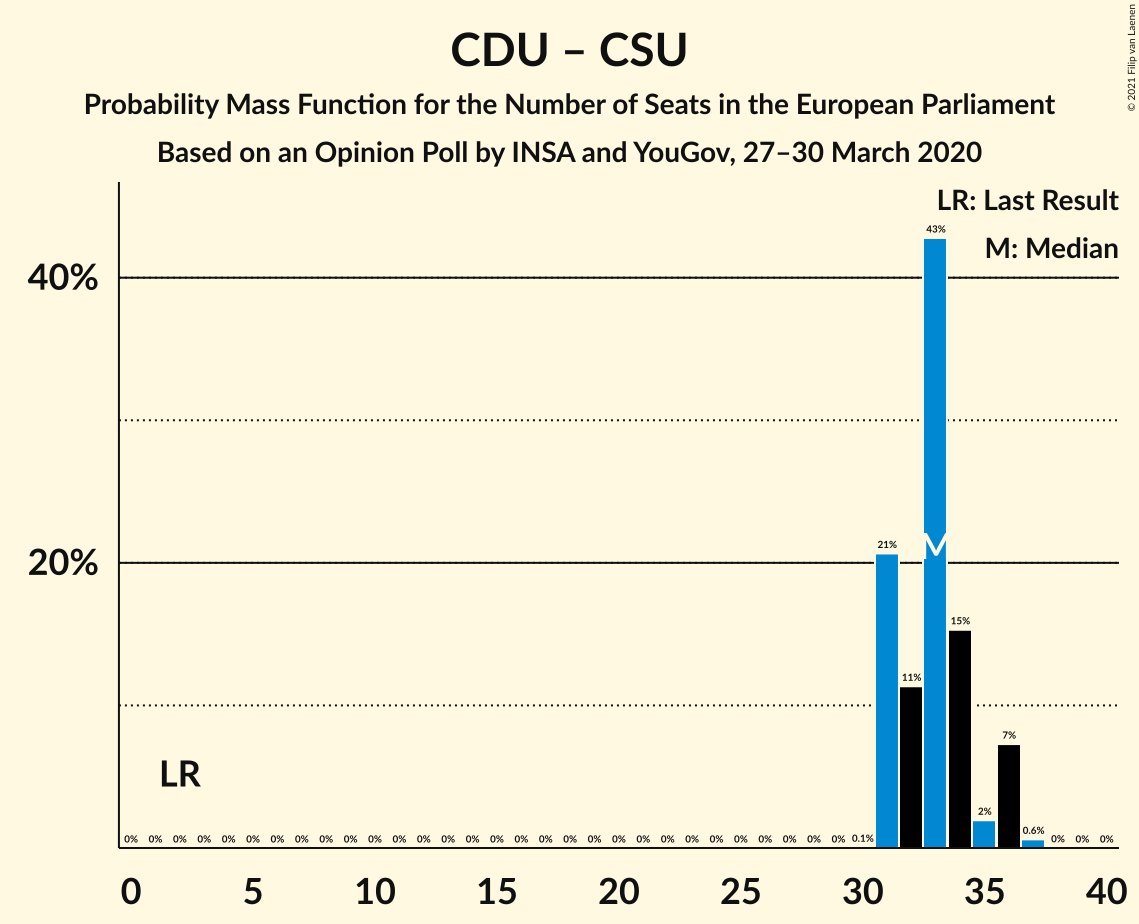 CDU – CSU
Probability Mass Function for the Number of Seats in the European Parliament
Based on an Opinion Poll by INSA and YouGov, 27–30 March 2020
© 2021 Filip van Laenen
LR: Last Result
M: Median
43%
40%
21%
M
20%
15%
11%
7%
LR
2%
0.6%
0% 0% 0% 0% 0% 0% 0% 0% 0% 0% 0% 0% 0% 0% 0% 0% 0% 0% 0% 0% 0% 0% 0% 0% 0% 0% 0% 0% 0% 0% 0.1% 0% 0% 0%
0 5 10 15 20 25 30 35 40